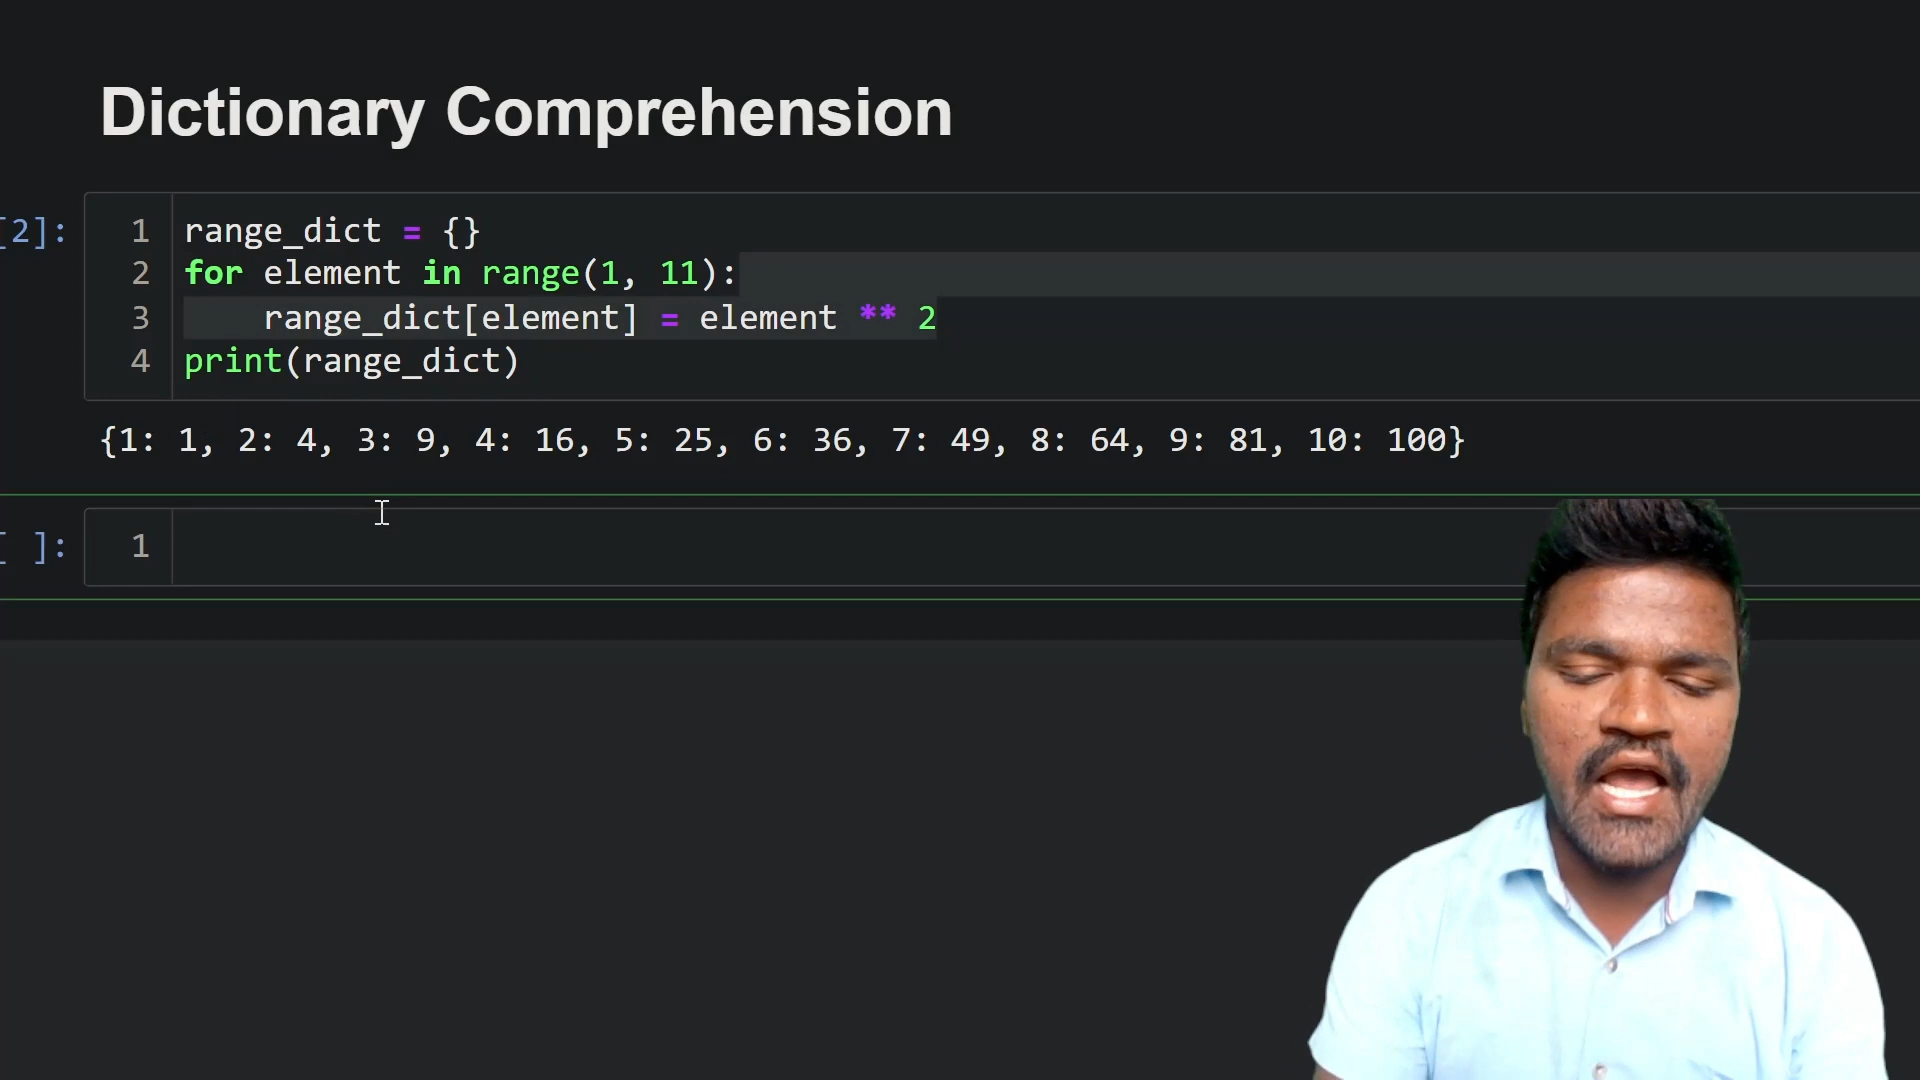 Dictionary Comprehension
[2]:
1 range_dict = {}
2 for element in range(1, 11):
3     range_dict[element] = element ** 2
4 print(range_dict)
{1: 1, 2: 4, 3: 9, 4: 16, 5: 25, 6: 36, 7: 49, 8: 64, 9: 81, 10: 100}
[ ]:
1